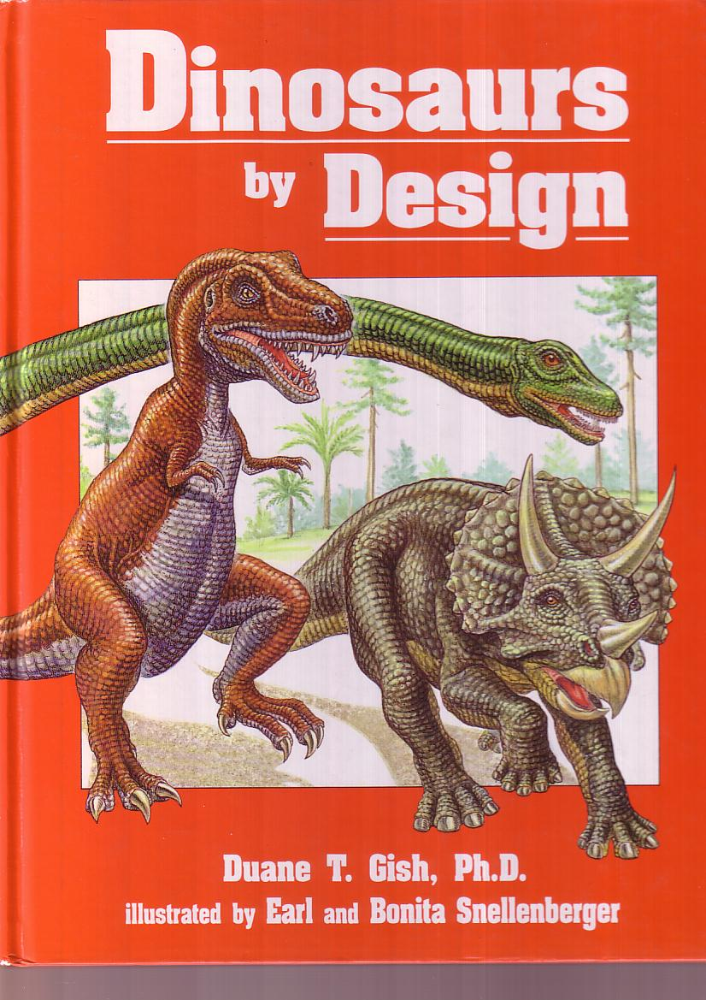 Dinosaurs
by Design
Duane T. Gish, Ph.D.
illustrated by Earl and Bonita Snellenberger